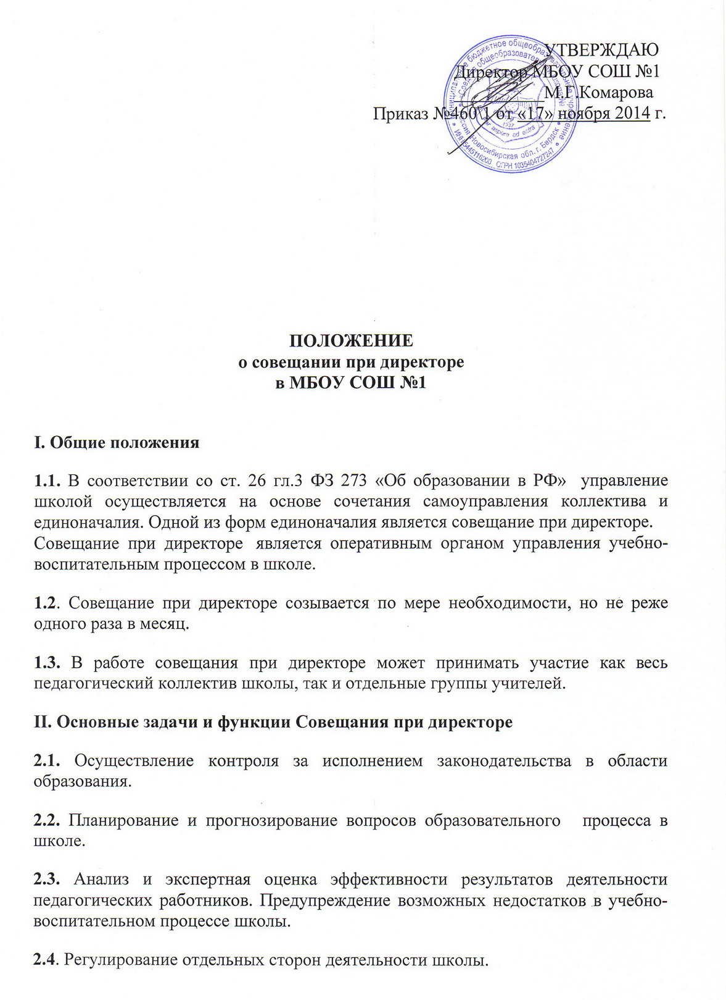 УТВЕРЖДАЮ
Директор МБОУ СОШ №1
М.Г.Комарова
Приказ №460\1 от «17» ноября 2014 г.
Муниципальное бюджетное общеобразовательное учреждение
Россия Новосибирская обл. г. Бердск
ИНН 5445116200 ОГРН 1035404727247
1937
per aspera ad astra
ПОЛОЖЕНИЕ
о совещании при директоре
в МБОУ СОШ №1
I. Общие положения
1.1. В соответствии со ст. 26 гл.3 ФЗ 273 «Об образовании в РФ» управление
школой осуществляется на основе сочетания самоуправления коллектива и
единоначалия. Одной из форм единоначалия является совещание при директоре.
Совещание при директоре является оперативным органом управления учебно-
воспитательным процессом в школе.
1.2. Совещание при директоре созывается по мере необходимости, но не реже
одного раза в месяц.
1.3. В работе совещания при директоре может принимать участие как весь
педагогический коллектив школы, так и отдельные группы учителей.
II. Основные задачи и функции Совещания при директоре
2.1. Осуществление контроля за исполнением законодательства в области
образования.
2.2. Планирование и прогнозирование вопросов образовательного процесса в
школе.
2.3. Анализ и экспертная оценка эффективности результатов деятельности
педагогических работников. Предупреждение возможных недостатков в учебно-
воспитательном процессе школы.
2.4. Регулирование отдельных сторон деятельности школы.